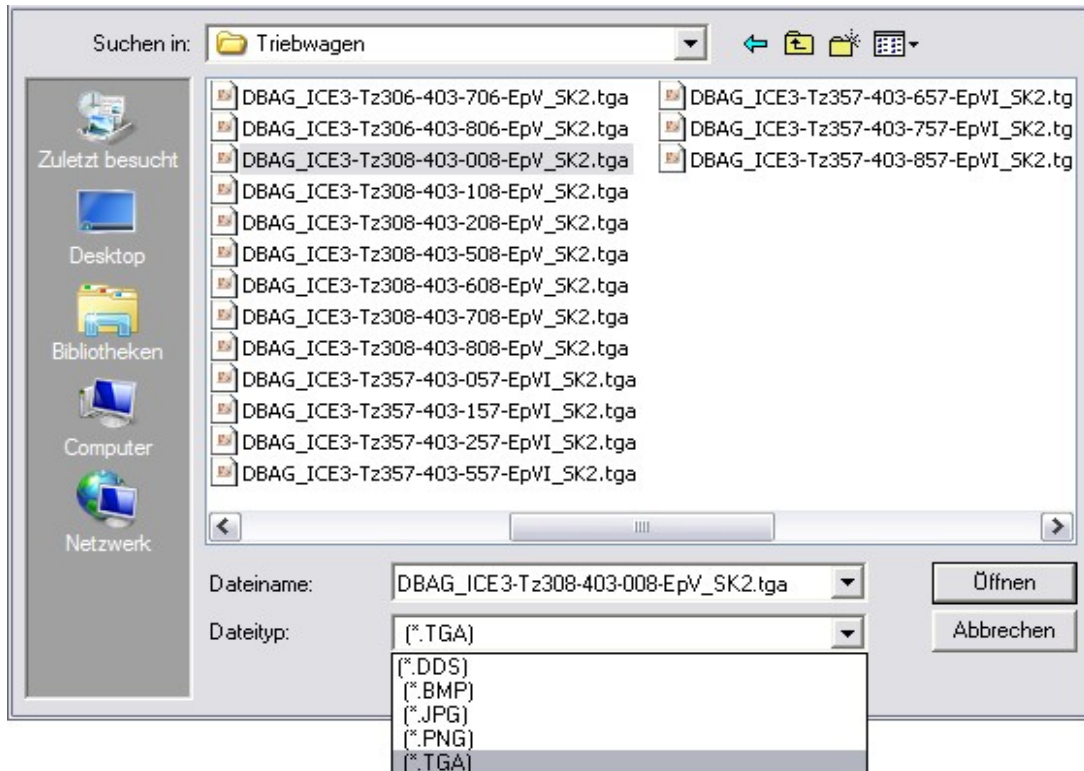 Suchen in: Triebwagen
Zuletzt besucht
Desktop
Bibliotheken
Computer
Netzwerk
DBAG_ICE3-Tz306-403-706-EpV_SK2.tga
DBAG_ICE3-Tz306-403-806-EpV_SK2.tga
DBAG_ICE3-Tz308-403-008-EpV_SK2.tga
DBAG_ICE3-Tz308-403-108-EpV_SK2.tga
DBAG_ICE3-Tz308-403-208-EpV_SK2.tga
DBAG_ICE3-Tz308-403-508-EpV_SK2.tga
DBAG_ICE3-Tz308-403-608-EpV_SK2.tga
DBAG_ICE3-Tz308-403-708-EpV_SK2.tga
DBAG_ICE3-Tz308-403-808-EpV_SK2.tga
DBAG_ICE3-Tz357-403-057-EpVI_SK2.tga
DBAG_ICE3-Tz357-403-157-EpVI_SK2.tga
DBAG_ICE3-Tz357-403-257-EpVI_SK2.tga
DBAG_ICE3-Tz357-403-557-EpVI_SK2.tga
DBAG_ICE3-Tz357-403-657-EpVI_SK2.tg
DBAG_ICE3-Tz357-403-757-EpVI_SK2.tg
DBAG_ICE3-Tz357-403-857-EpVI_SK2.tg
Dateiname: DBAG_ICE3-Tz308-403-008-EpV_SK2.tga Öffnen
Dateityp: (*.TGA) Abbrechen
(*.DDS)
(*.BMP)
(*.JPG)
(*.PNG)
(*.TGA)